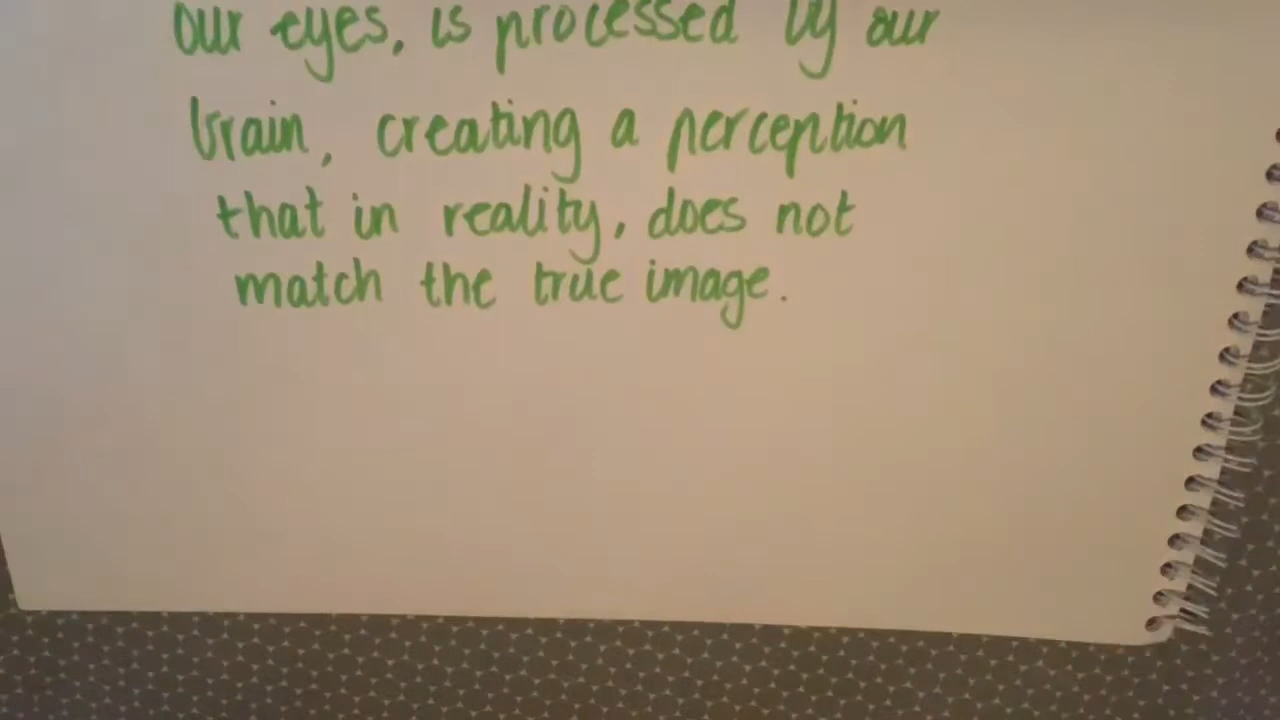 our eyes, is processed by our
brain, creating a perception
that in reality, does not
match the true image.